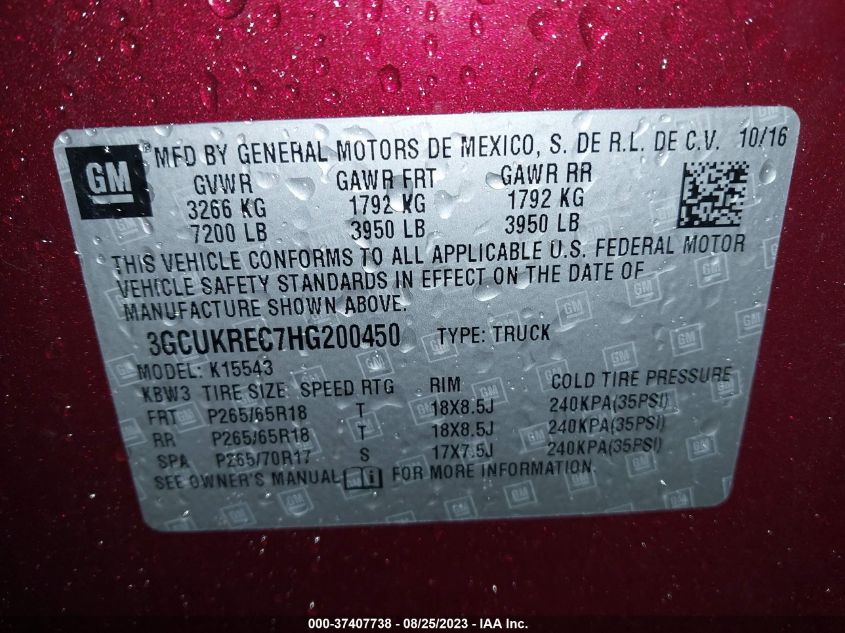 GM ® MFD BY GENERAL MOTORS DE MEXICO, S. DE R.L. DE C.V. 10/16
GVWR GAWR FRT GAWR RR
3266 KG 1792 KG 1792 KG
7200 LB 3950 LB 3950 LB
THIS VEHICLE CONFORMS TO ALL APPLICABLE U.S. FEDERAL MOTOR
VEHICLE SAFETY STANDARDS IN EFFECT ON THE DATE OF
MANUFACTURE SHOWN ABOVE.
3GCUKREC7HG200450 TYPE: TRUCK
MODEL: K15543
KBW3 TIRE SIZE SPEED RTG RIM COLD TIRE PRESSURE
FRT P265/65R18 T 18X8.5J 240KPA(35PSI)
RR P265/65R18 T 18X8.5J 240KPA(35PSI)
SPA P265/70R17 S 17X7.5J 240KPA(35PSI)
SEE OWNER'S MANUAL FOR MORE INFORMATION.
000-37407738 - 08/25/2023 - IAA Inc.